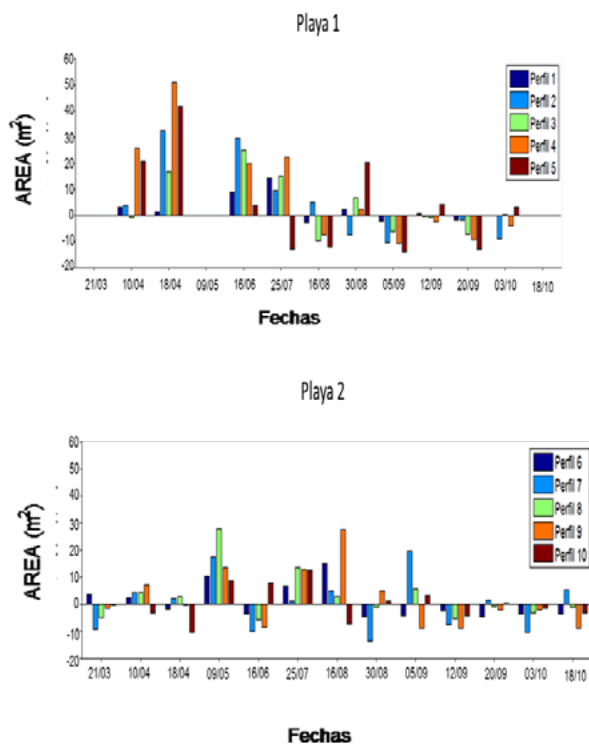 Playa 1
60
50
40
30
20
10
0
-10
-20
AREA (m²)
Perfil 1
Perfil 2
Perfil 3
Perfil 4
Perfil 5
21/03 10/04 18/04 09/05 16/06 25/07 16/08 30/08 05/09 12/09 20/09 03/10 18/10
Fechas
Playa 2
60
50
40
30
20
10
0
-10
-20
AREA (m²)
Perfil 6
Perfil 7
Perfil 8
Perfil 9
Perfil 10
21/03 10/04 18/04 09/05 16/06 25/07 16/08 30/08 05/09 12/09 20/09 03/10 18/10
Fechas